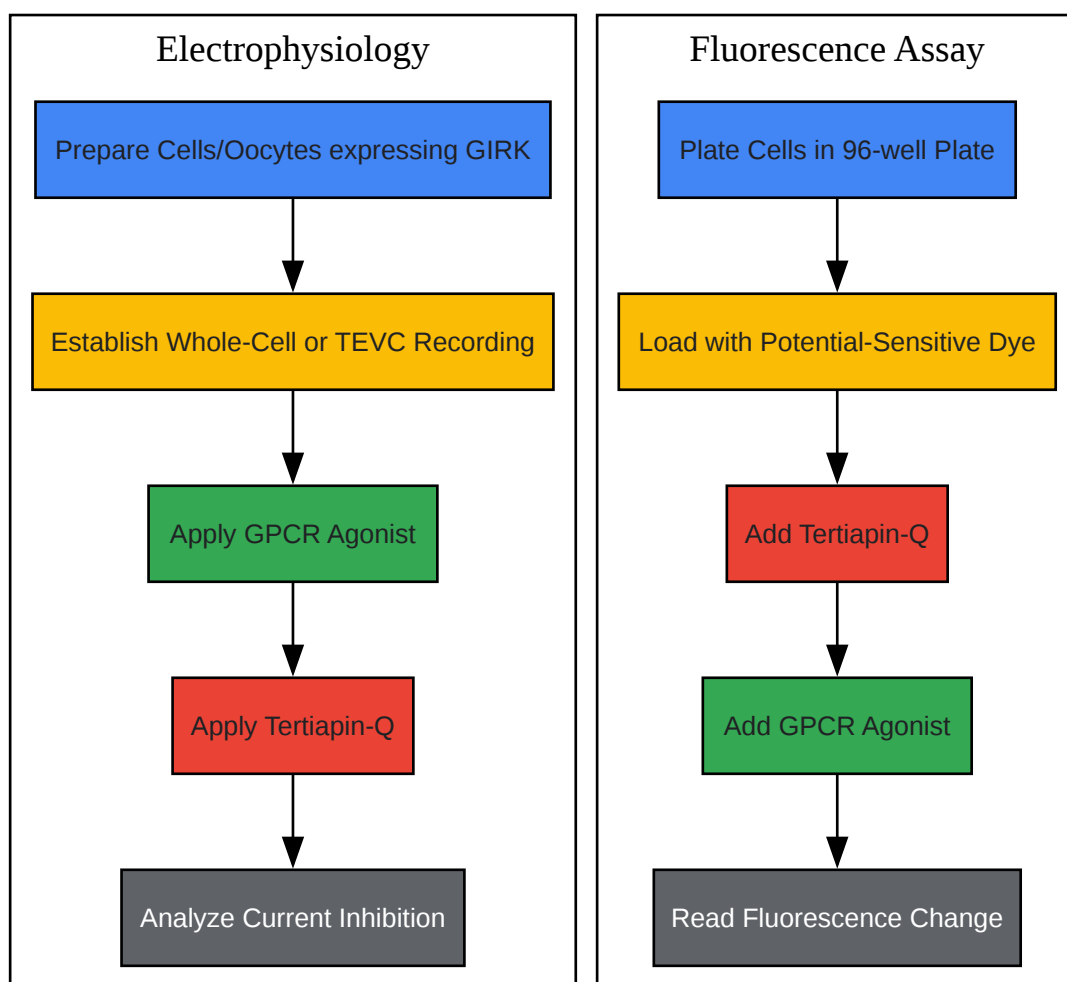 Electrophysiology
Prepare Cells/Oocytes expressing GIRK
Establish Whole-Cell or TEVC Recording
Apply GPCR Agonist
Apply Tertiapin-Q
Analyze Current Inhibition
Fluorescence Assay
Plate Cells in 96-well Plate
Load with Potential-Sensitive Dye
Add Tertiapin-Q
Add GPCR Agonist
Read Fluorescence Change